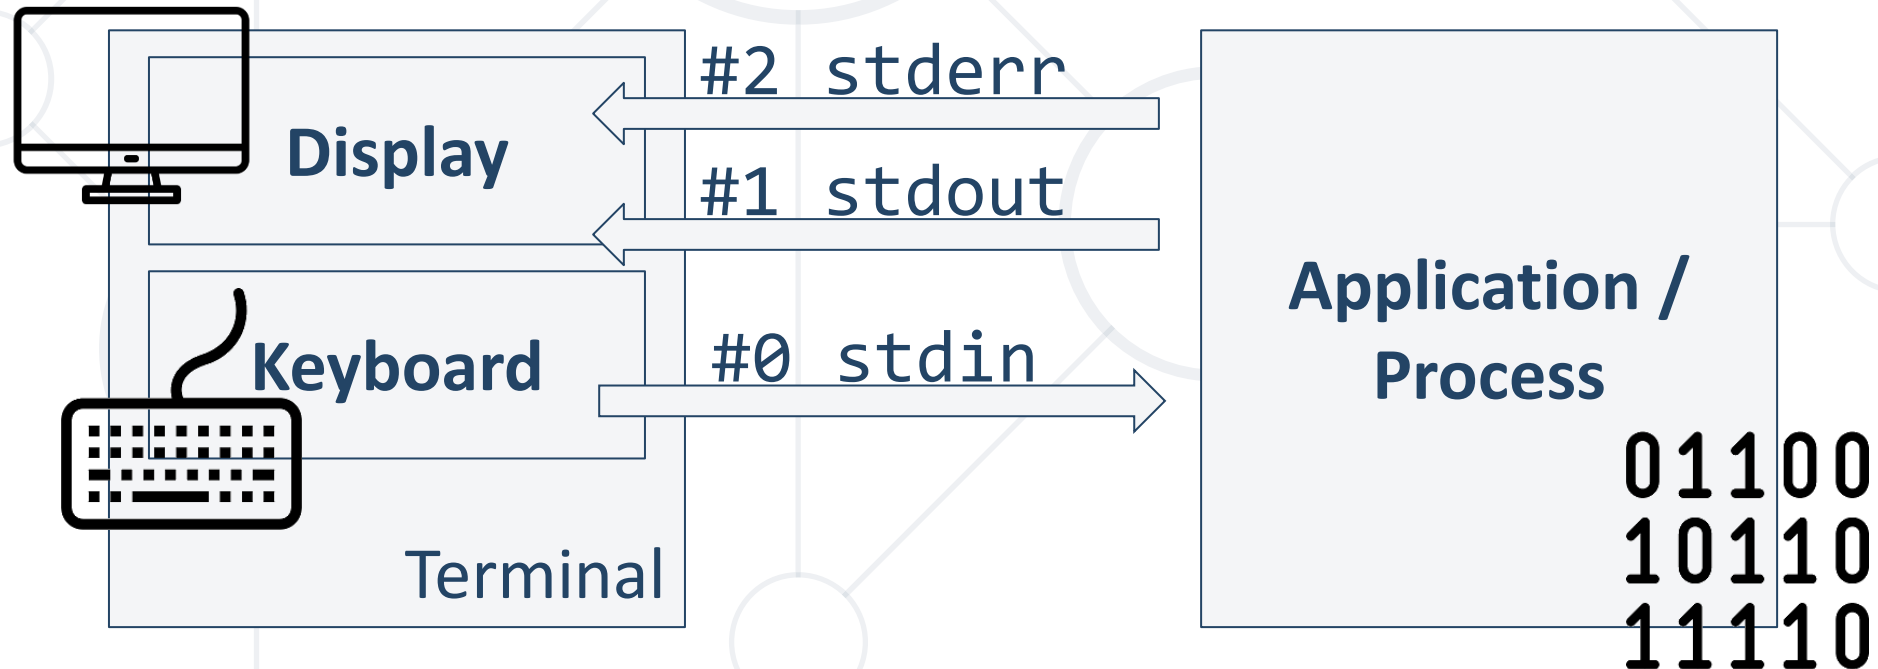 #2 stderr
Display
#1 stdout
Keyboard
#0 stdin
Terminal
Application /
Process
01100
10110
11110